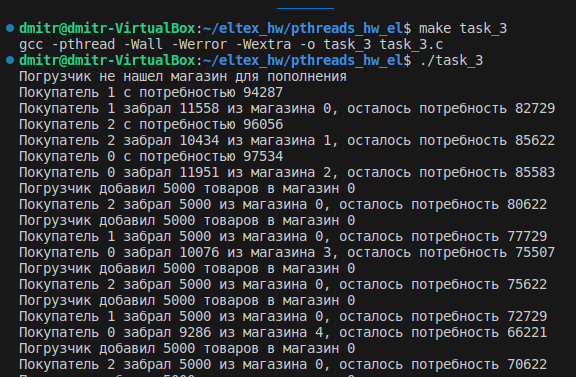 dmitr@dmitr-VirtualBox:~/eltex_hw/pthreads_hw_el$ make task_3
gcc -pthread -Wall -Werror -Wextra -o task_3 task_3.c
dmitr@dmitr-VirtualBox:~/eltex_hw/pthreads_hw_el$ ./task_3
Погрузчик не нашел магазин для пополнения
Покупатель 1 с потребностью 94287
Покупатель 1 забрал 11558 из магазина 0, осталось потребность 82729
Покупатель 2 с потребностью 96056
Покупатель 2 забрал 10434 из магазина 1, осталось потребность 85622
Покупатель 0 с потребностью 97534
Покупатель 0 забрал 11951 из магазина 2, осталось потребность 85583
Погрузчик добавил 5000 товаров в магазин 0
Покупатель 2 забрал 5000 из магазина 0, осталось потребность 80622
Погрузчик добавил 5000 товаров в магазин 0
Покупатель 1 забрал 5000 из магазина 0, осталось потребность 77729
Покупатель 0 забрал 10076 из магазина 3, осталось потребность 75507
Погрузчик добавил 5000 товаров в магазин 0
Покупатель 2 забрал 5000 из магазина 0, осталось потребность 75622
Погрузчик добавил 5000 товаров в магазин 0
Покупатель 1 забрал 5000 из магазина 0, осталось потребность 72729
Покупатель 0 забрал 9286 из магазина 4, осталось потребность 66221
Погрузчик добавил 5000 товаров в магазин 0
Покупатель 2 забрал 5000 из магазина 0, осталось потребность 70622